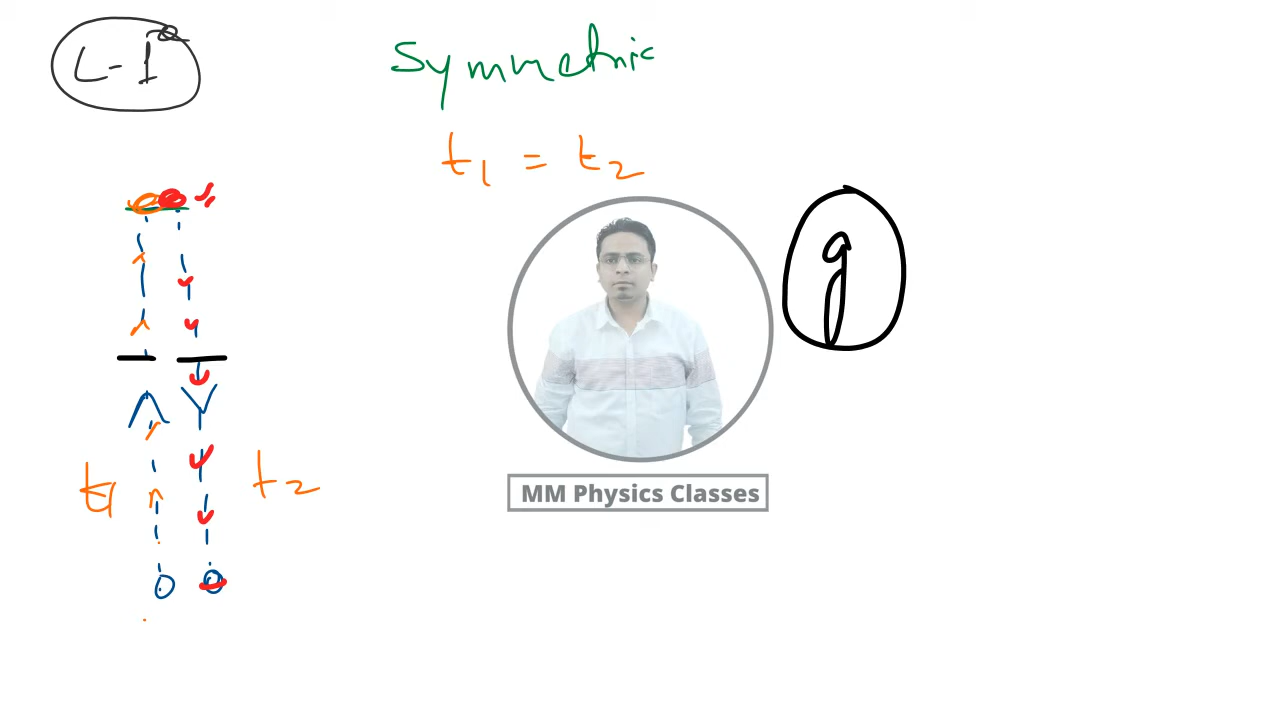 L-1
Symmetric
t1 = t2
g
t1
t2
MM Physics Classes